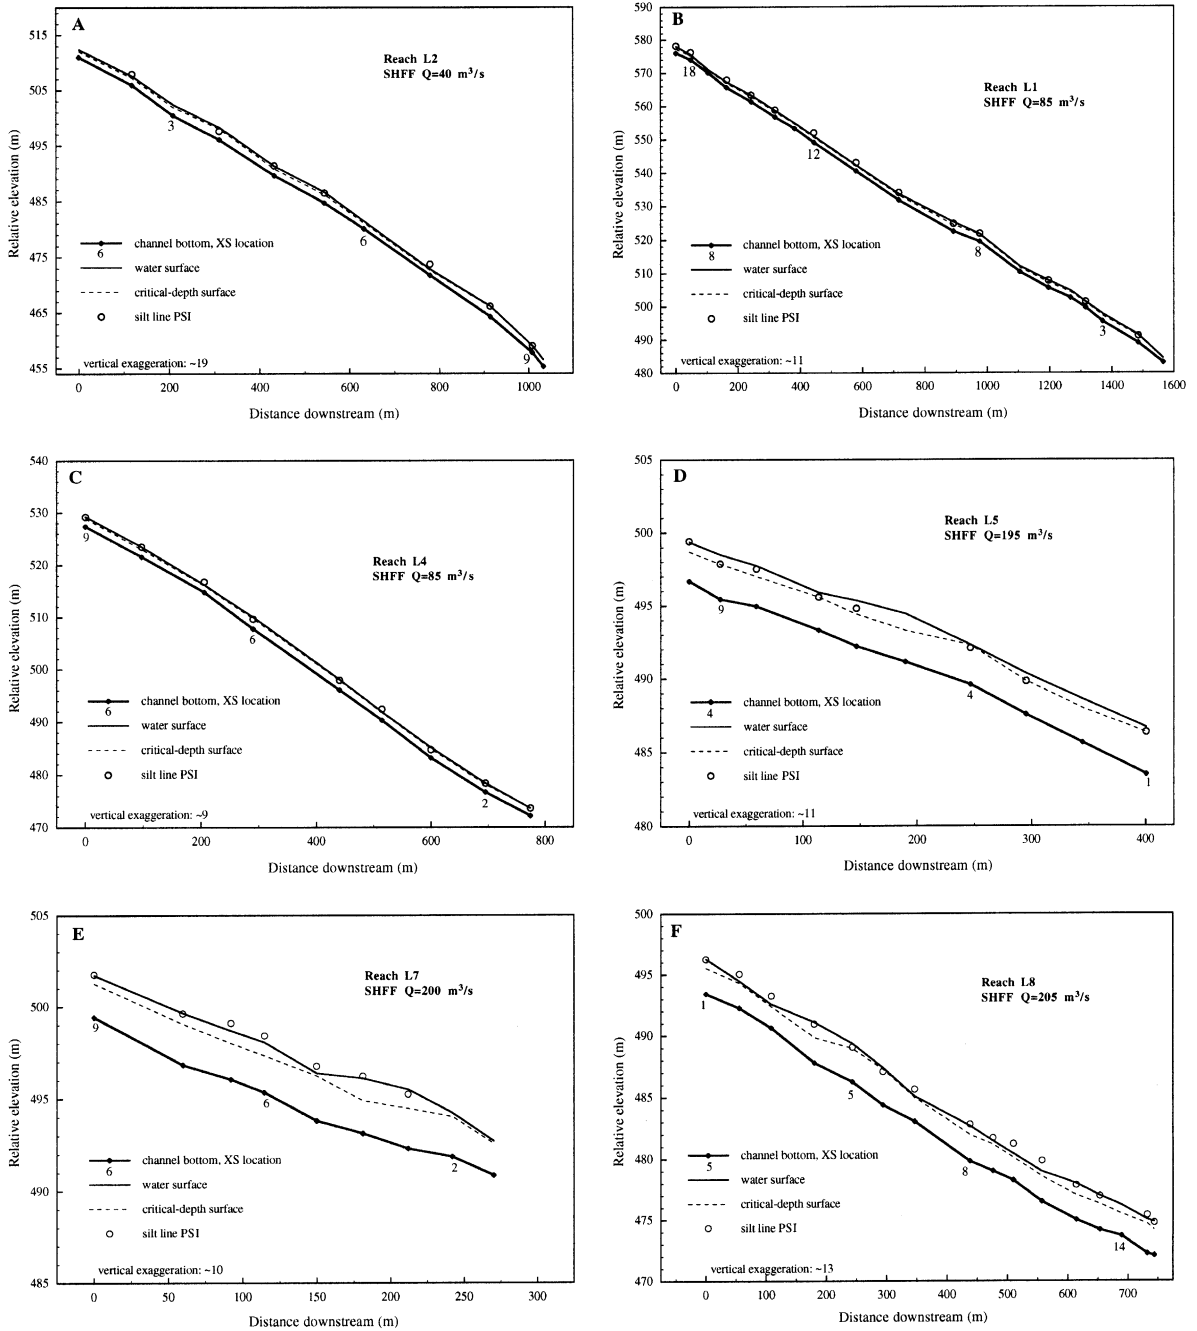 A
Reach L2
SHFF Q=40 m³/s
515
505
495
485
475
465
455
Relative elevation (m)
3
6
9
channel bottom, XS location
6
water surface
critical-depth surface
silt line PSI
vertical exaggeration: ~19
0
200
400
600
800
1000
Distance downstream (m)
B
Reach L1
SHFF Q=85 m³/s
590
580
570
560
550
540
530
520
510
500
490
480
Relative elevation (m)
18
12
8
3
channel bottom, XS location
8
water surface
critical-depth surface
silt line PSI
vertical exaggeration: ~11
0
200
400
600
800
1000
1200
1400
1600
Distance downstream (m)
C
Reach L4
SHFF Q=85 m³/s
540
530
520
510
500
490
480
470
Relative elevation (m)
9
6
2
channel bottom, XS location
6
water surface
critical-depth surface
silt line PSI
vertical exaggeration: ~9
0
200
400
600
800
Distance downstream (m)
D
Reach L5
SHFF Q=195 m³/s
505
500
495
490
485
480
Relative elevation (m)
9
4
1
channel bottom, XS location
4
water surface
critical-depth surface
silt line PSI
vertical exaggeration: ~11
0
100
200
300
400
Distance downstream (m)
E
Reach L7
SHFF Q=200 m³/s
505
500
495
490
485
Relative elevation (m)
9
6
2
channel bottom, XS location
6
water surface
critical-depth surface
silt line PSI
vertical exaggeration: ~10
0
50
100
150
200
250
300
Distance downstream (m)
F
Reach L8
SHFF Q=205 m³/s
500
495
490
485
480
475
470
Relative elevation (m)
1
5
8
14
channel bottom, XS location
5
water surface
critical-depth surface
silt line PSI
vertical exaggeration: ~13
0
100
200
300
400
500
600
700
Distance downstream (m)